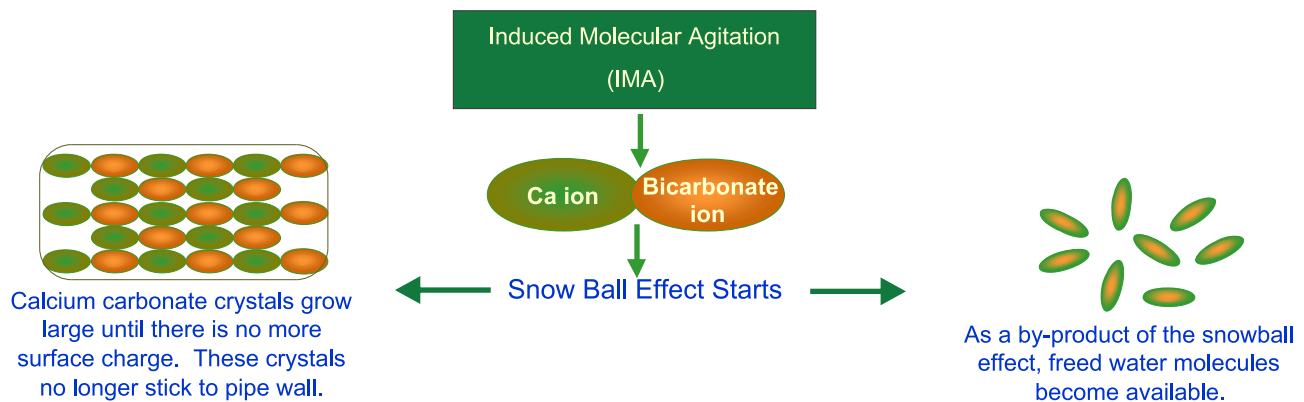 Induced Molecular Agitation
(IMA)
Ca ion
Bicarbonate
ion
Snow Ball Effect Starts
Calcium carbonate crystals grow
large until there is no more
surface charge.  These crystals
no longer stick to pipe wall.
As a by-product of the snowball
effect, freed water molecules
become available.